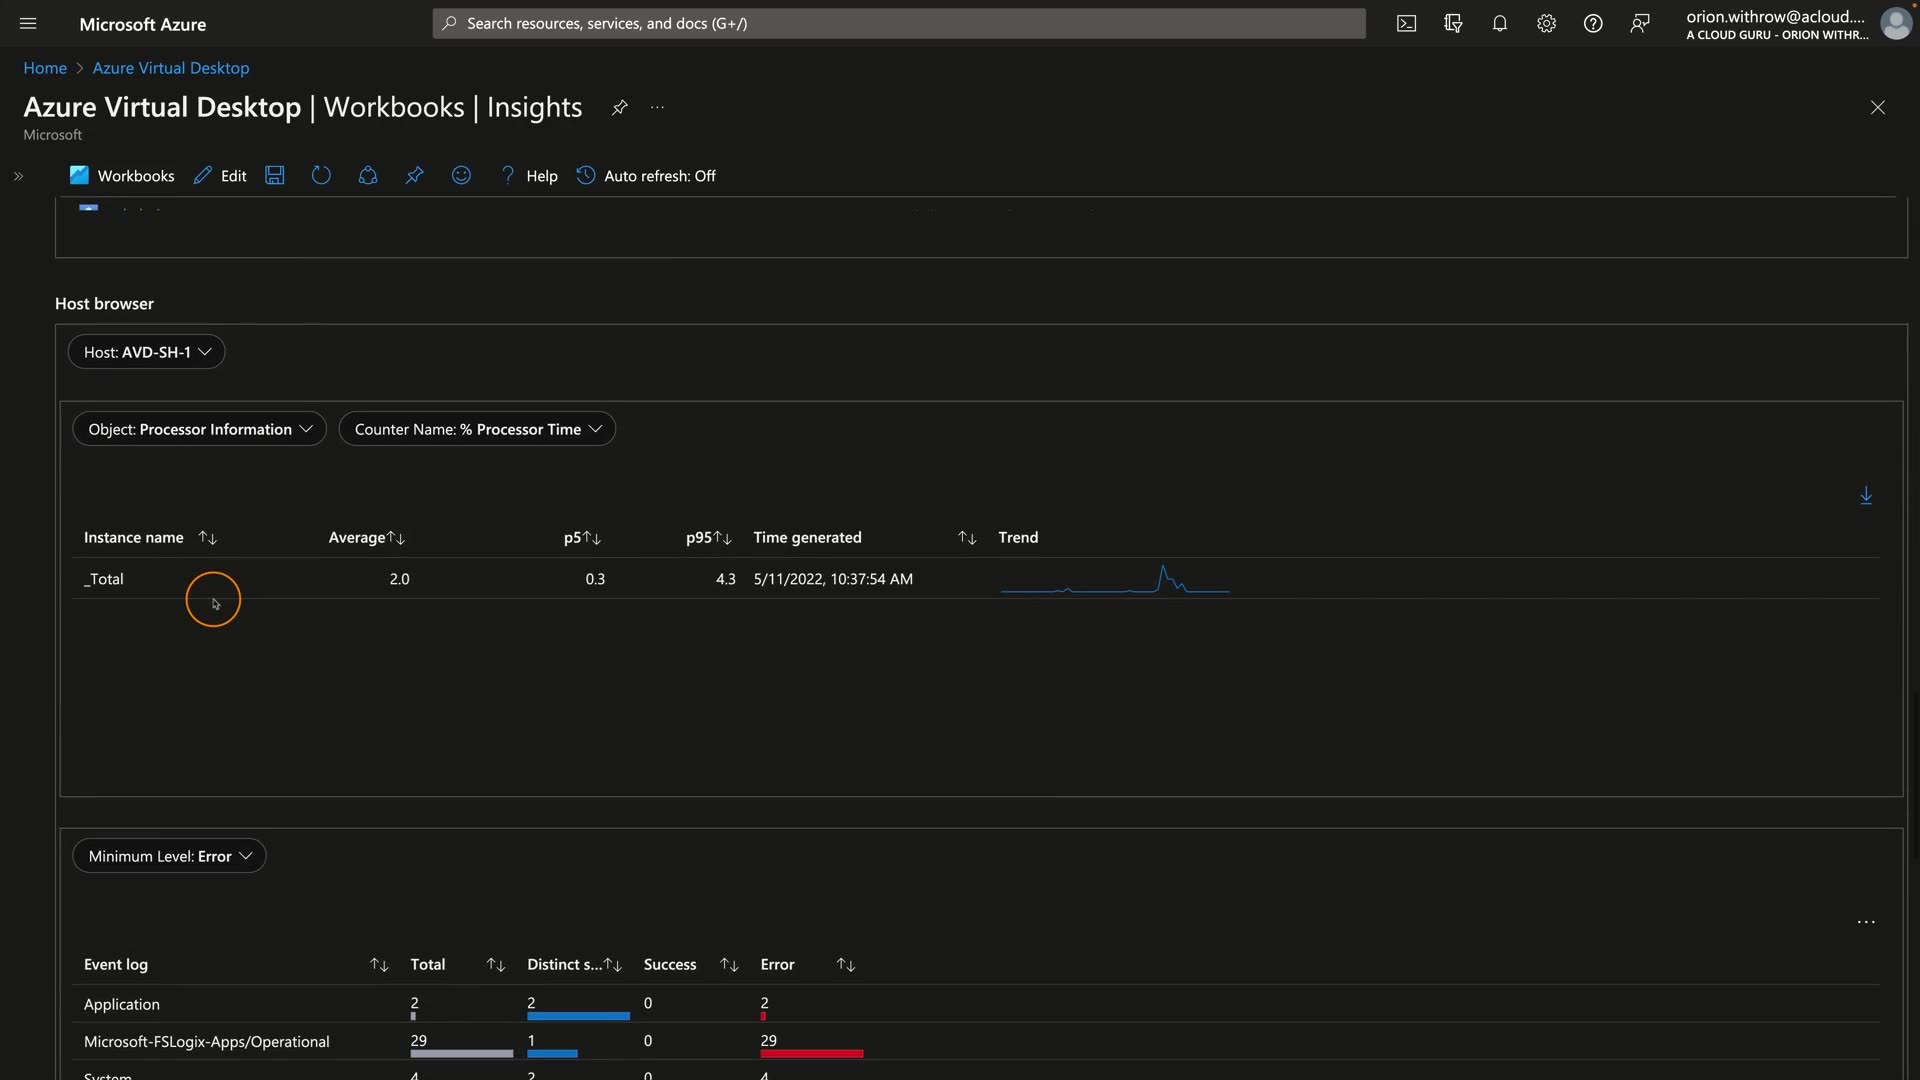 Microsoft Azure
Search resources, services, and docs (G+/)
orion.withrow@acloud....
A CLOUD GURU - ORION WITHR...
Home > Azure Virtual Desktop
Azure Virtual Desktop | Workbooks | Insights
...
Microsoft
Workbooks
Edit
Help
Auto refresh: Off
Host browser
Host: AVD-SH-1
Object: Processor Information
Counter Name: % Processor Time
Instance name Average p5 p95 Time generated Trend
_Total 2.0 0.3 4.3 5/11/2022, 10:37:54 AM
Minimum Level: Error
...
Event log Total Distinct s... Success Error
Application 2 2 0 2
Microsoft-FSLogix-Apps/Operational 29 1 0 29
System 4 2 0 4